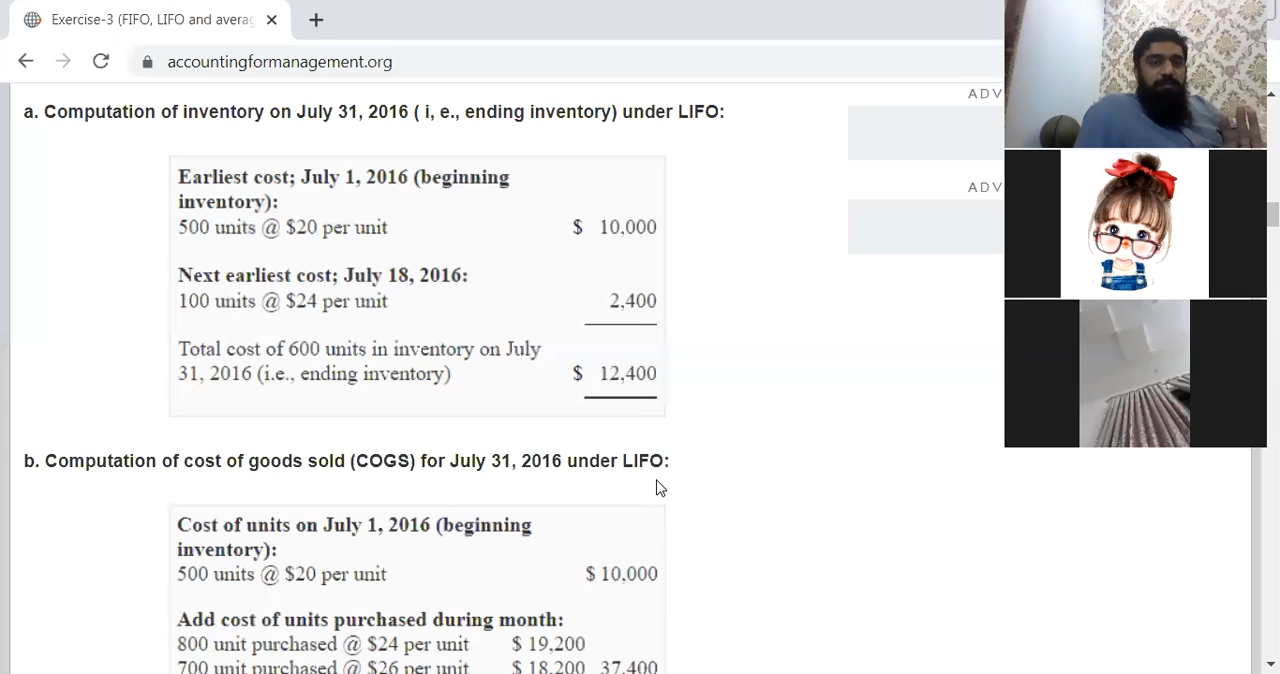 Exercise-3 (FIFO, LIFO and avera
accountingformanagement.org
ADV
a. Computation of inventory on July 31, 2016 ( i, e., ending inventory) under LIFO:
Earliest cost; July 1, 2016 (beginning
inventory):
500 units @ $20 per unit $ 10,000
ADV
Next earliest cost; July 18, 2016:
100 units @ $24 per unit 2,400
Total cost of 600 units in inventory on July
31, 2016 (i.e., ending inventory) $ 12,400
b. Computation of cost of goods sold (COGS) for July 31, 2016 under LIFO:
Cost of units on July 1, 2016 (beginning
inventory):
500 units @ $20 per unit $ 10,000
Add cost of units purchased during month:
800 unit purchased @ $24 per unit $ 19,200
700 unit purchased @ $26 per unit $ 18,200 37,400